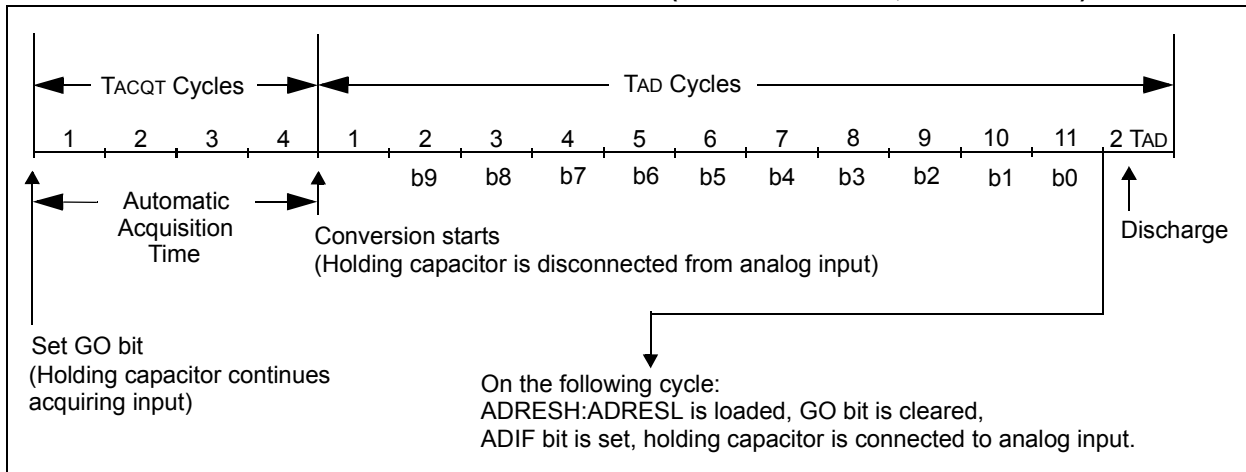 TACQT Cycles
TAD Cycles
1 2 3 4 1 2 3 4 5 6 7 8 9 10 11 2 TAD
b9 b8 b7 b6 b5 b4 b3 b2 b1 b0
Automatic
Acquisition
Time
Conversion starts
(Holding capacitor is disconnected from analog input)
Discharge
Set GO bit
(Holding capacitor continues
acquiring input)
On the following cycle:
ADRESH:ADRESL is loaded, GO bit is cleared,
ADIF bit is set, holding capacitor is connected to analog input.